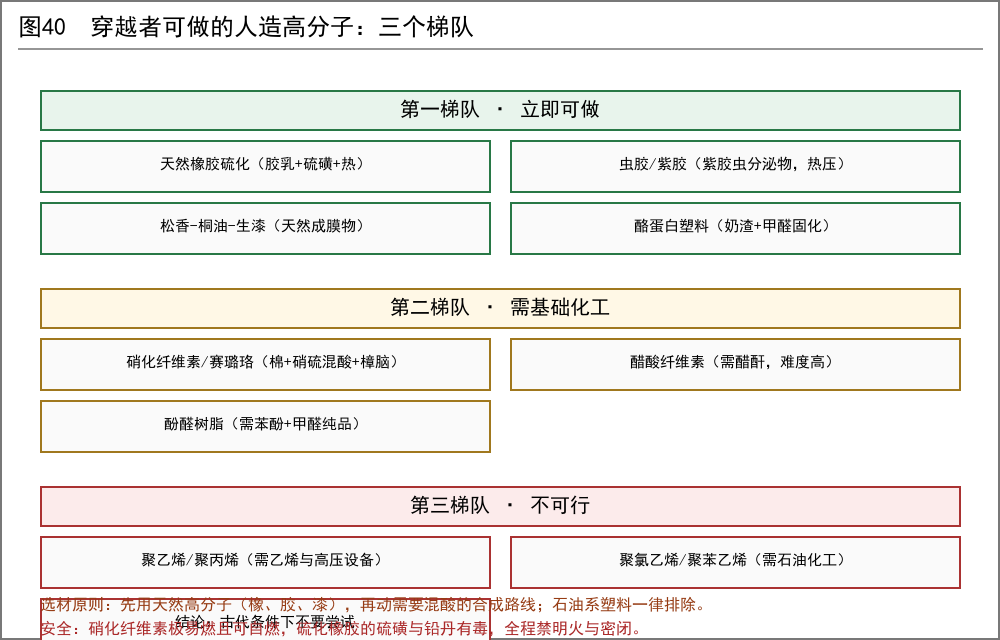 图40　穿越者可做的人造高分子：三个梯队
第一梯队 · 立即可做
天然橡胶硫化（胶乳+硫磺+热）
虫胶/紫胶（紫胶虫分泌物，热压）
松香-桐油-生漆（天然成膜物）
酪蛋白塑料（奶渣+甲醛固化）
第二梯队 · 需基础化工
硝化纤维素/赛璐珞（棉+硝硫混酸+樟脑）
醋酸纤维素（需醋酐，难度高）
酚醛树脂（需苯酚+甲醛纯品）
第三梯队 · 不可行
聚乙烯/聚丙烯（需乙烯与高压设备）
聚氯乙烯/聚苯乙烯（需石油化工）
选材原则：先用天然高分子（橡、胶、漆），再动需要混酸的合成路线；石油系塑料一律排除。
结论：古代条件下不要尝试
安全：硝化纤维素极易燃且可自燃，硫化橡胶的硫磺与铅丹有毒，全程禁明火与密闭。